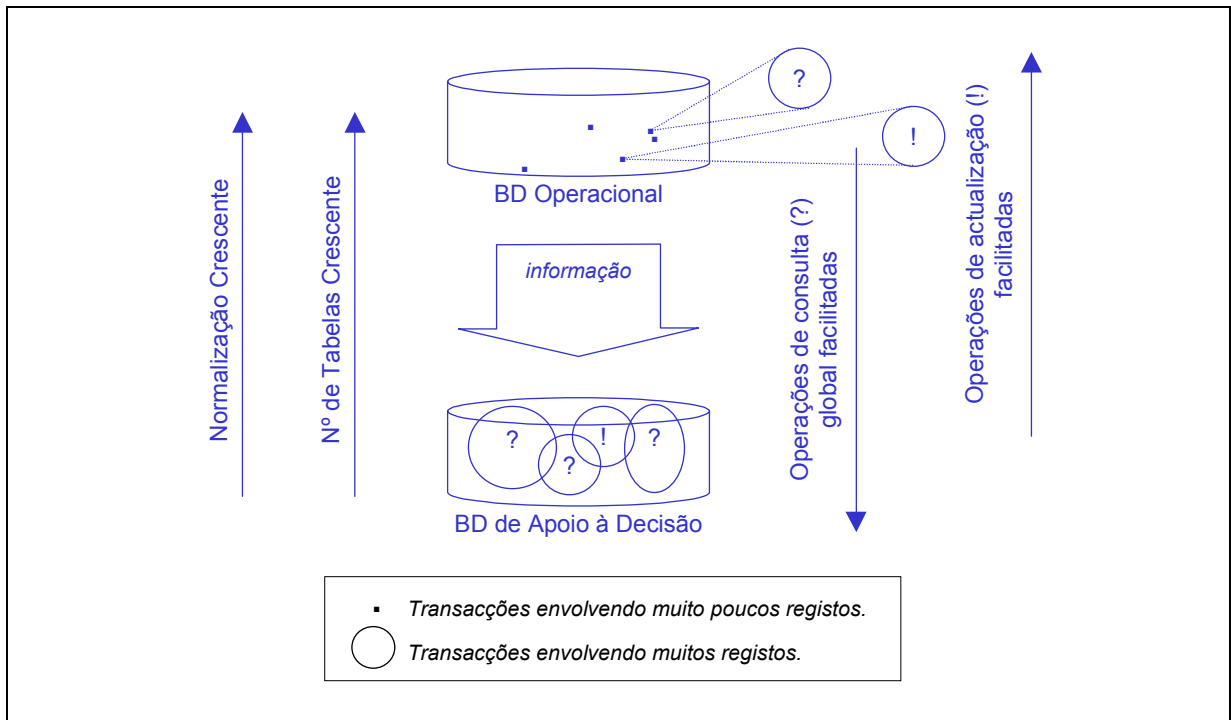 Normalização Crescente
Nº de Tabelas Crescente
?
!
BD Operacional
informação
? ? ! ?
BD de Apoio à Decisão
Operações de consulta (?)
global facilitadas
Operações de actualização (!)
facilitadas
Transacções envolvendo muito poucos registos.
Transacções envolvendo muitos registos.